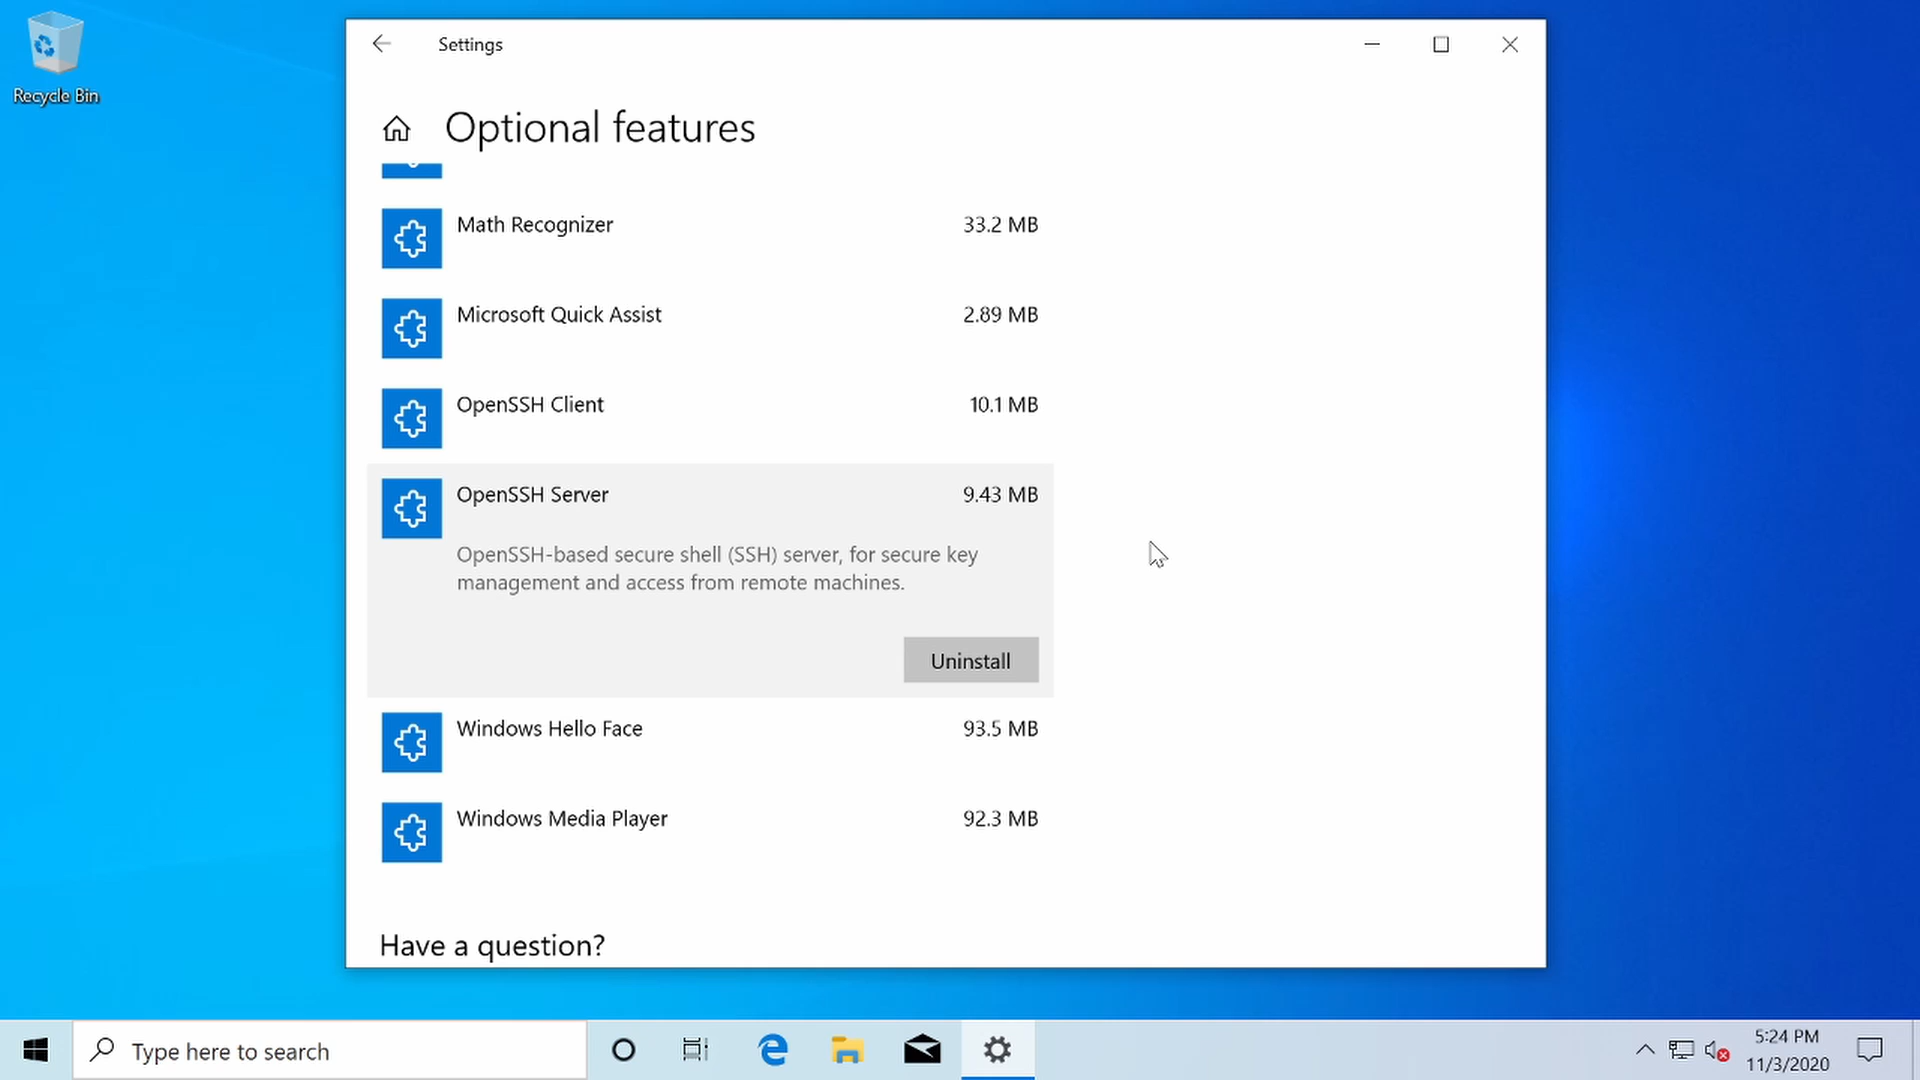 Recycle Bin
Settings
Optional features
Math Recognizer 33.2 MB
Microsoft Quick Assist 2.89 MB
OpenSSH Client 10.1 MB
OpenSSH Server 9.43 MB
OpenSSH-based secure shell (SSH) server, for secure key
management and access from remote machines.
Uninstall
Windows Hello Face 93.5 MB
Windows Media Player 92.3 MB
Have a question?
Type here to search
5:24 PM
11/3/2020